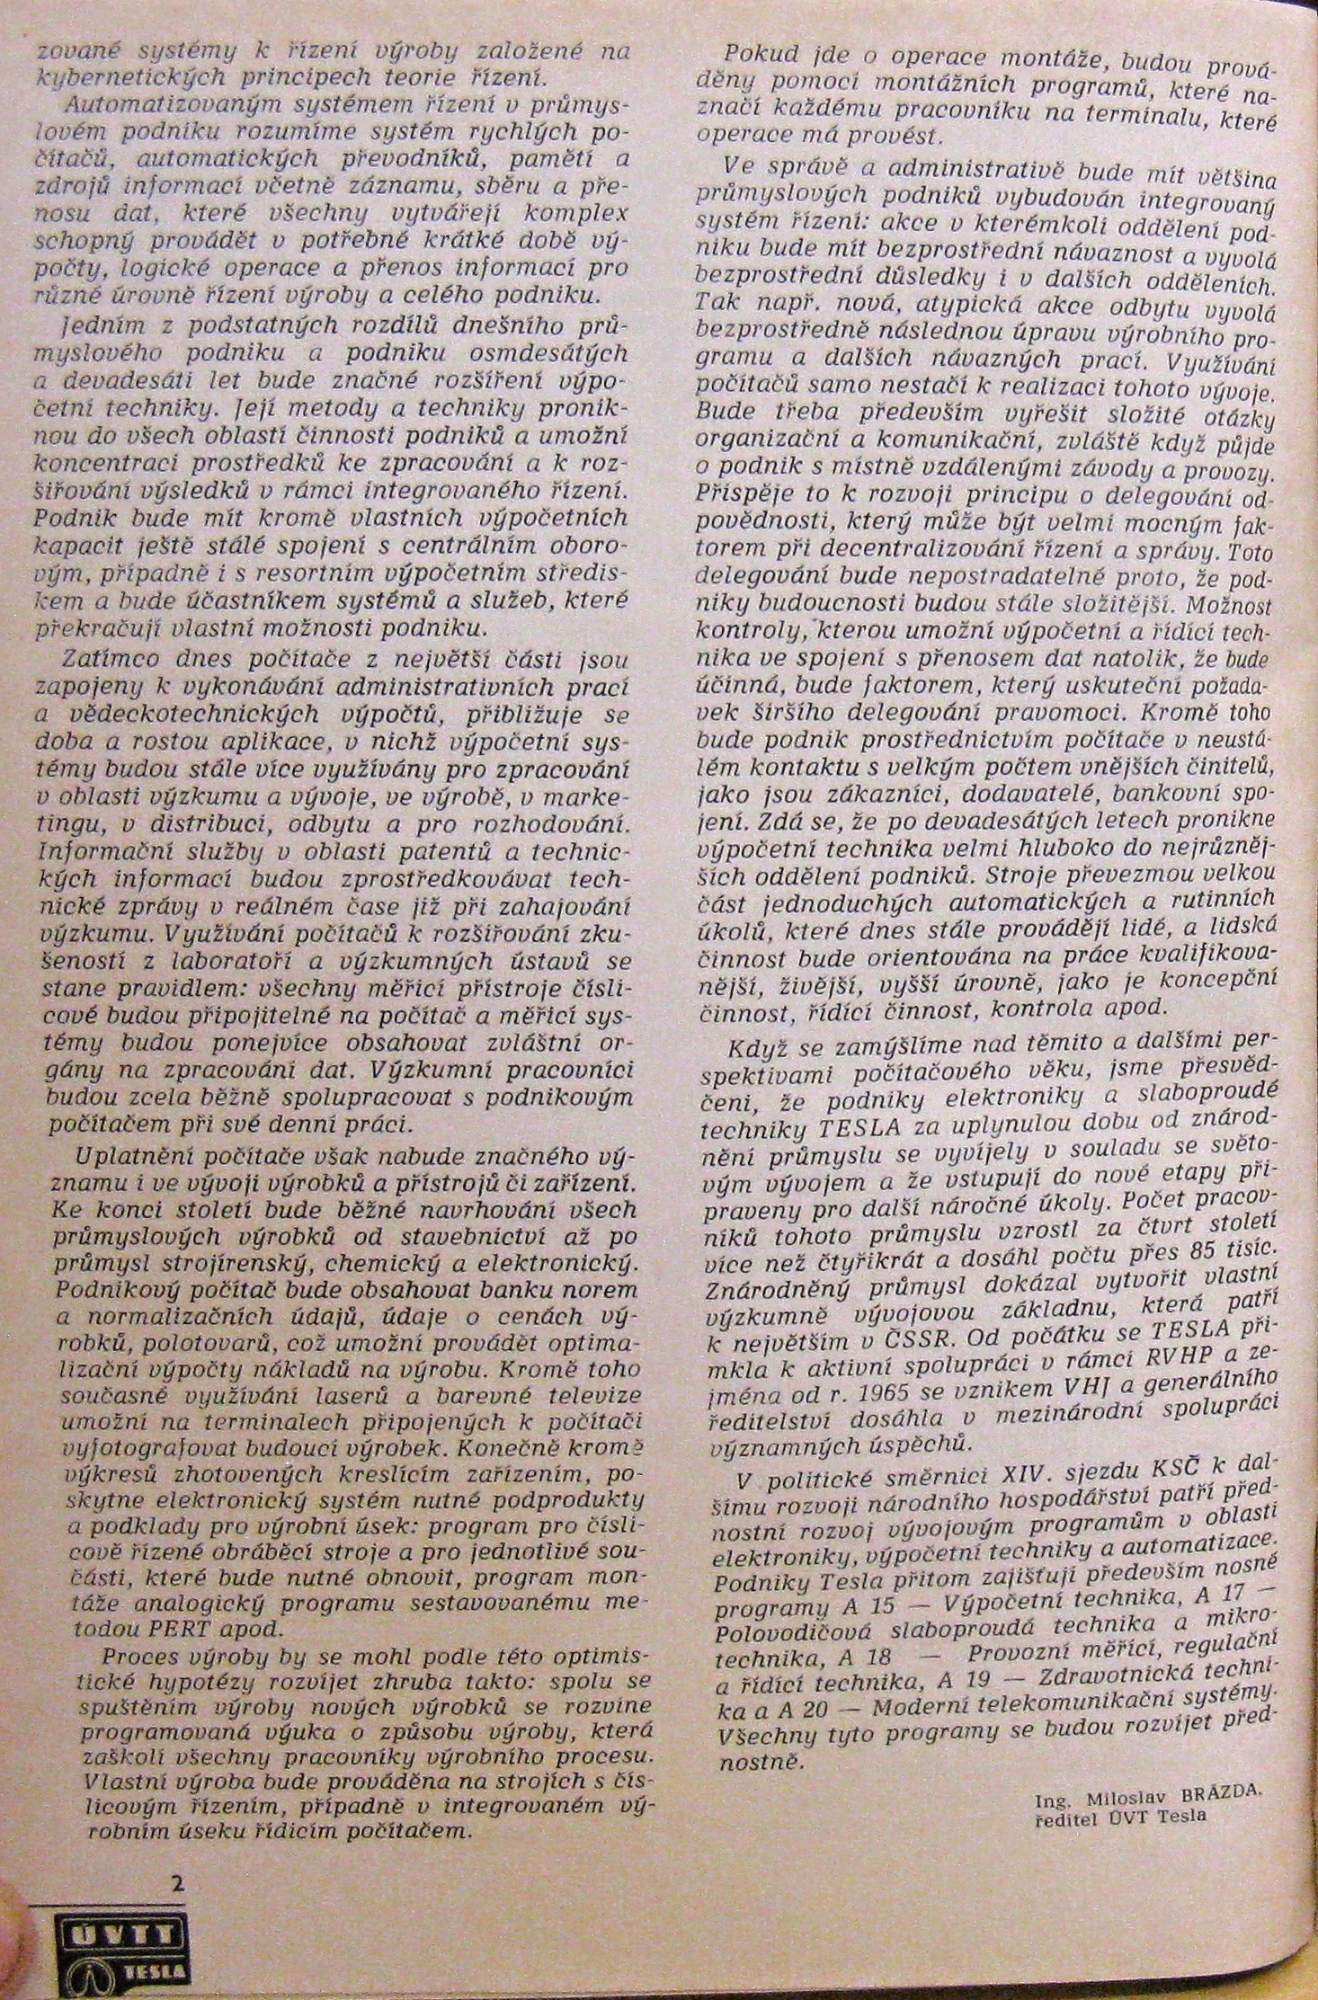 zované systémy k řízení výroby založené na
kybernetických principech teorie řízení.
Automatizovaným systémem řízení v průmys-
lovém podniku rozumíme systém rychlých po-
čítačů, automatických převodníků, pamětí a
zdrojů informací včetně záznamu, sběru a pře-
nosu dat, které všechny vytvářejí komplex
schopný provádět v potřebné krátké době vý-
počty, logické operace a přenos informací pro
různé úrovně řízení výroby a celého podniku.
Jedním z podstatných rozdílů dnešního prů-
myslového podniku a podniku osmdesátých
a devadesáti let bude značné rozšíření výpo-
četní techniky. Její metody a techniky pronik-
nou do všech oblastí činnosti podniků a umožní
koncentraci prostředků ke zpracování a k roz-
šiřování výsledků v rámci integrovaného řízení.
Podnik bude mít kromě vlastních výpočetních
kapacit ještě stálé spojení s centrálním oboro-
vým, případně i s resortním výpočetním středis-
kem a bude účastníkem systémů a služeb, které
překračují vlastní možnosti podniku.
Zatímco dnes počítače z největší části jsou
zapojeny k vykonávání administrativních prací
a vědeckotechnických výpočtů, přibližuje se
doba a rostou aplikace, v nichž výpočetní sys-
témy budou stále více využívány pro zpracování
v oblasti výzkumu a vývoje, ve výrobě, v marke-
tingu, v distribuci, odbytu a pro rozhodování.
Informační služby v oblasti patentů a technic-
kých informací budou zprostředkovávat tech-
nické zprávy v reálném čase již při zahajování
výzkumu. Využívání počítačů k rozšiřování zku-
šeností z laboratoří a výzkumných ústavů se
stane pravidlem: všechny měřicí přístroje čísli-
cové budou připojitelné na počítač a měřicí sys-
témy budou ponejvíce obsahovat zvláštní or-
gány na zpracování dat. Výzkumní pracovníci
budou zcela běžně spolupracovat s podnikovým
počítačem při své denní práci.
Uplatnění počítače však nabude značného vý-
znamu i ve vývoji výrobků a přístrojů či zařízení.
Ke konci století bude běžné navrhování všech
průmyslových výrobků od stavebnictví až po
průmysl strojírenský, chemický a elektronický.
Podnikový počítač bude obsahovat banku norem
a normalizačních údajů, údaje o cenách vý-
robků, polotovarů, což umožní provádět optima-
lizační výpočty nákladů na výrobu. Kromě toho
současné využívání laserů a barevné televize
umožní na terminalech připojených k počítači
vyfotografovat budoucí výrobek. Konečně kromě
výkresů zhotovených kreslícím zařízením, po-
skytne elektronický systém nutné podprodukty
a podklady pro výrobní úsek: program pro čísli-
cově řízené obráběcí stroje a pro jednotlivé sou-
části, které bude nutné obnovit, program mon-
táže analogický programu sestavovanému me-
todou PERT apod.
Proces výroby by se mohl podle této optimis-
tické hypotézy rozvíjet zhruba takto: spolu se
spuštěním výroby nových výrobků se rozvine
programovaná výuka o způsobu výroby, která
zaškolí všechny pracovníky výrobního procesu.
Vlastní výroba bude prováděna na strojích s čís-
licovým řízením, případně v integrovaném vý-
robním úseku řídicím počítačem.
Pokud jde o operace montáže, budou prová-
děny pomocí montážních programů, které na-
značí každému pracovníku na terminalu, které
operace má provést.
Ve správě a administrativě bude mít většina
průmyslových podniků vybudován integrovaný
systém řízení: akce v kterémkoli oddělení pod-
niku bude mít bezprostřední návaznost a vyvolá
bezprostřední důsledky i v dalších odděleních.
Tak např. nová, atypická akce odbytu vyvolá
bezprostředně následnou úpravu výrobního pro-
gramu a dalších návazných prací. Využívání
počítačů samo nestačí k realizaci tohoto vývoje.
Bude třeba především vyřešit složité otázky
organizační a komunikační, zvláště když půjde
o podnik s místně vzdálenými závody a provozy.
Přispěje to k rozvoji principu o delegování od-
povědnosti, který může být velmi mocným fak-
torem při decentralizování řízení a správy. Toto
delegování bude nepostradatelné proto, že pod-
niky budoucnosti budou stále složitější. Možnost
kontroly, kterou umožní výpočetní a řídící tech-
nika ve spojení s přenosem dat natolik, že bude
účinná, bude faktorem, který uskuteční požada-
vek širšího delegování pravomoci. Kromě toho
bude podnik prostřednictvím počítače v neustá-
lém kontaktu s velkým počtem vnějších činitelů,
jako jsou zákazníci, dodavatelé, bankovní spo-
jení. Zdá se, že po devadesátých letech pronikne
výpočetní technika velmi hluboko do nejrůzněj-
ších oddělení podniků. Stroje převezmou velkou
část jednoduchých automatických a rutinních
úkolů, které dnes stále provádějí lidé, a lidská
činnost bude orientována na práce kvalifikova-
nější, živější, vyšší úrovně, jako je koncepční
činnost, řídící činnost, kontrola apod.
Když se zamýšlíme nad těmito a dalšími per-
spektivami počítačového věku, jsme přesvěd-
čeni, že podniky elektroniky a slaboproudé
techniky TESLA za uplynulou dobu od znárod-
nění průmyslu se vyvíjely v souladu se světo-
vým vývojem a že vstupují do nové etapy při-
praveny pro další náročné úkoly. Počet pracov-
níků tohoto průmyslu vzrostl za čtvrt století
více než čtyřikrát a dosáhl počtu přes 85 tisíc.
Znárodněný průmysl dokázal vytvořit vlastní
výzkumně vývojovou základnu, která patří
k největším v ČSSR. Od počátku se TESLA při-
mkla k aktivní spolupráci v rámci RVHP a ze-
jména od r. 1965 se vznikem VHJ a generálního
ředitelství dosáhla v mezinárodní spolupráci
významných úspěchů.
V politické směrnici XIV. sjezdu KSČ k dal-
šímu rozvoji národního hospodářství patří před-
nostní rozvoj vývojovým programům v oblasti
elektroniky, výpočetní techniky a automatizace.
Podniky Tesla přitom zajišťují především nosné
programy A 15 — Výpočetní technika, A 17 —
Polovodičová slaboproudá technika a mikro-
technika, A 18 — Provozní měřící, regulační
a řídící technika, A 19 — Zdravotnická techni-
ka a A 20 — Moderní telekomunikační systémy.
Všechny tyto programy se budou rozvíjet před-
nostně.
Ing. Miloslav BRÁZDA,
ředitel ÚVT Tesla
2
ÚVTT
TESLA